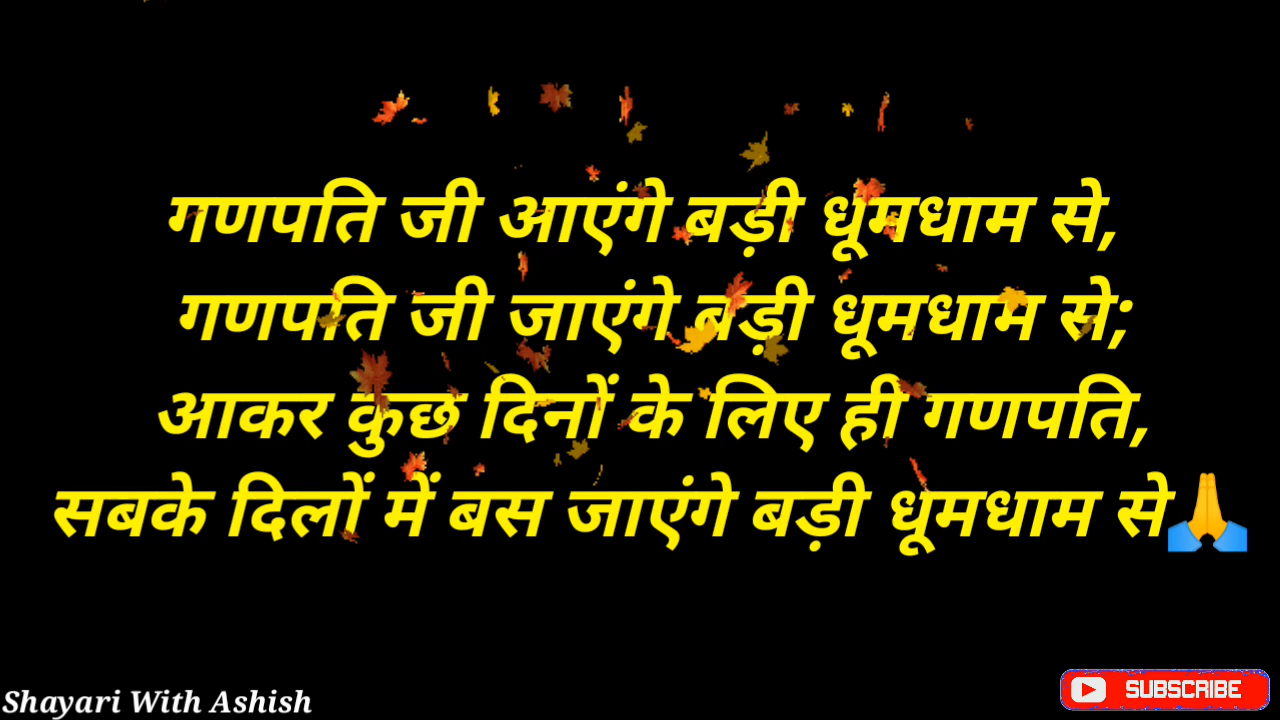 गणपति जी आएंगे बड़ी धूमधाम से,
गणपति जी जाएंगे बड़ी धूमधाम से;
आकर कुछ दिनों के लिए ही गणपति,
सबके दिलों में बस जाएंगे बड़ी धूमधाम से🙏
Shayari With Ashish
SUBSCRIBE